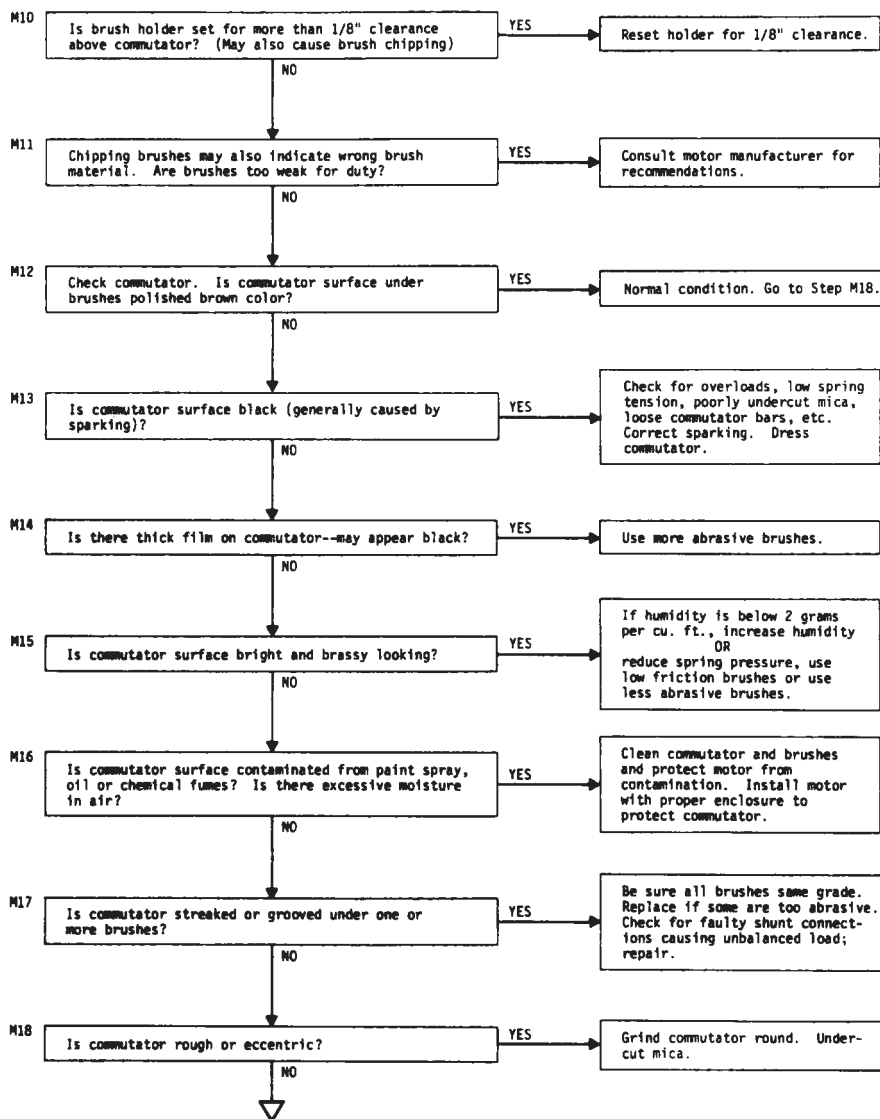 M10
Is brush holder set for more than 1/8" clearance
above commutator? (May also cause brush chipping)
YES
Reset holder for 1/8" clearance.
NO
M11
Chipping brushes may also indicate wrong brush
material. Are brushes too weak for duty?
YES
Consult motor manufacturer for
recommendations.
NO
M12
Check commutator. Is commutator surface under
brushes polished brown color?
YES
Normal condition. Go to Step M18.
NO
M13
Is commutator surface black (generally caused by
sparking)?
YES
Check for overloads, low spring
tension, poorly undercut mica,
loose commutator bars, etc.
Correct sparking. Dress
commutator.
NO
M14
Is there thick film on commutator--may appear black?
YES
Use more abrasive brushes.
NO
M15
Is commutator surface bright and brassy looking?
YES
If humidity is below 2 grams
per cu. ft., increase humidity
OR
reduce spring pressure, use
low friction brushes or use
less abrasive brushes.
NO
M16
Is commutator surface contaminated from paint spray,
oil or chemical fumes? Is there excessive moisture
in air?
YES
Clean commutator and brushes
and protect motor from
contamination. Install motor
with proper enclosure to
protect commutator.
NO
M17
Is commutator streaked or grooved under one or
more brushes?
YES
Be sure all brushes same grade.
Replace if some are too abrasive.
Check for faulty shunt connect-
ions causing unbalanced load;
repair.
NO
M18
Is commutator rough or eccentric?
YES
Grind commutator round. Under-
cut mica.
NO